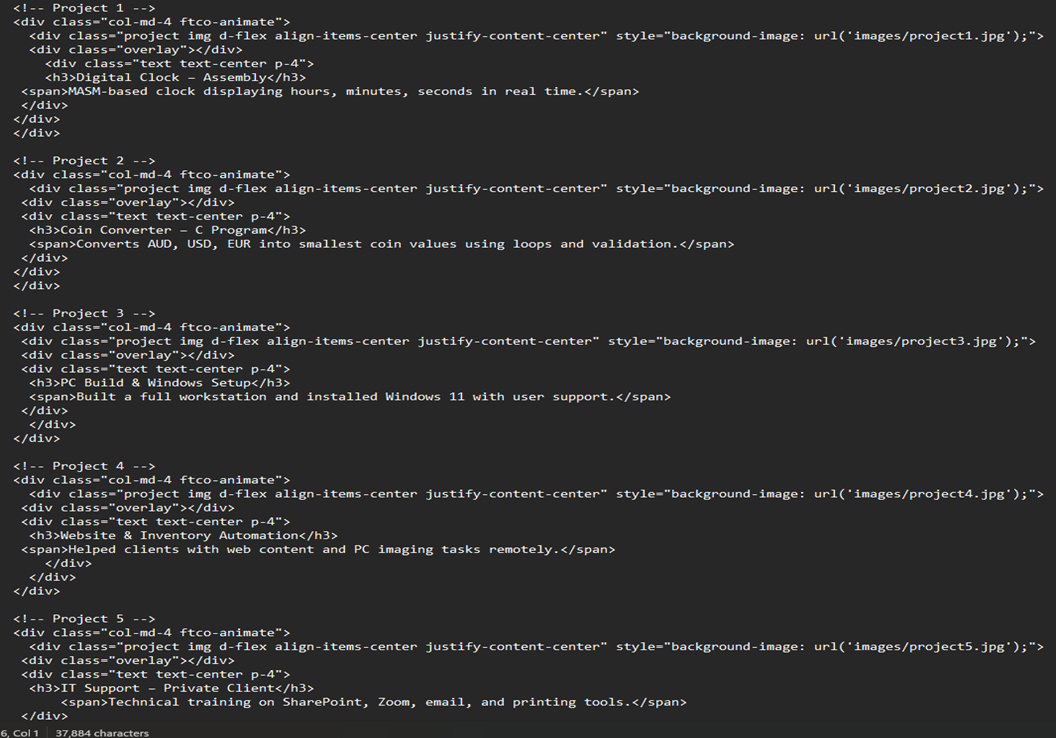 <!-- Project 1 -->
<div class="col-md-4 ftco-animate">
<div class="project img d-flex align-items-center justify-content-center" style="background-image: url('images/project1.jpg');">
<div class="overlay"></div>
<div class="text text-center p-4">
<h3>Digital Clock – Assembly</h3>
<span>MASM-based clock displaying hours, minutes, seconds in real time.</span>
</div>
</div>
</div>
<!-- Project 2 -->
<div class="col-md-4 ftco-animate">
<div class="project img d-flex align-items-center justify-content-center" style="background-image: url('images/project2.jpg');">
<div class="overlay"></div>
<div class="text text-center p-4">
<h3>Coin Converter – C Program</h3>
<span>Converts AUD, USD, EUR into smallest coin values using loops and validation.</span>
</div>
</div>
</div>
<!-- Project 3 -->
<div class="col-md-4 ftco-animate">
<div class="project img d-flex align-items-center justify-content-center" style="background-image: url('images/project3.jpg');">
<div class="overlay"></div>
<div class="text text-center p-4">
<h3>PC Build & Windows Setup</h3>
<span>Built a full workstation and installed Windows 11 with user support.</span>
</div>
</div>
</div>
<!-- Project 4 -->
<div class="col-md-4 ftco-animate">
<div class="project img d-flex align-items-center justify-content-center" style="background-image: url('images/project4.jpg');">
<div class="overlay"></div>
<div class="text text-center p-4">
<h3>Website & Inventory Automation</h3>
<span>Helped clients with web content and PC imaging tasks remotely.</span>
</div>
</div>
</div>
<!-- Project 5 -->
<div class="col-md-4 ftco-animate">
<div class="project img d-flex align-items-center justify-content-center" style="background-image: url('images/project5.jpg');">
<div class="overlay"></div>
<div class="text text-center p-4">
<h3>IT Support – Private Client</h3>
<span>Technical training on SharePoint, Zoom, email, and printing tools.</span>
</div>
6, Col 1 37,884 characters